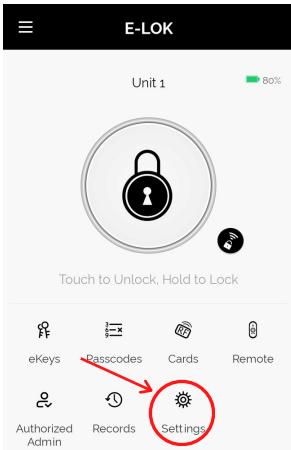 E-LOK
Unit 1
80%
Touch to Unlock, Hold to Lock
eKeys Passcodes Cards Remote
Authorized Admin Records Settings